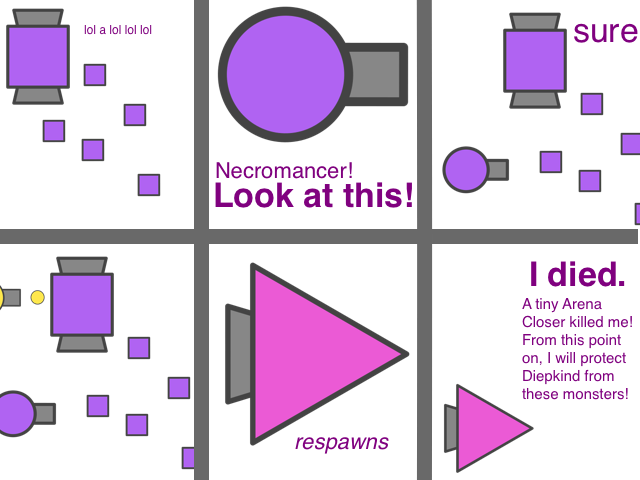 lol a lol lol lol
Necromancer!
Look at this!
sure
respawns
I died.
A tiny Arena
Closer killed me!
From this point
on, I will protect
Diepkind from
these monsters!